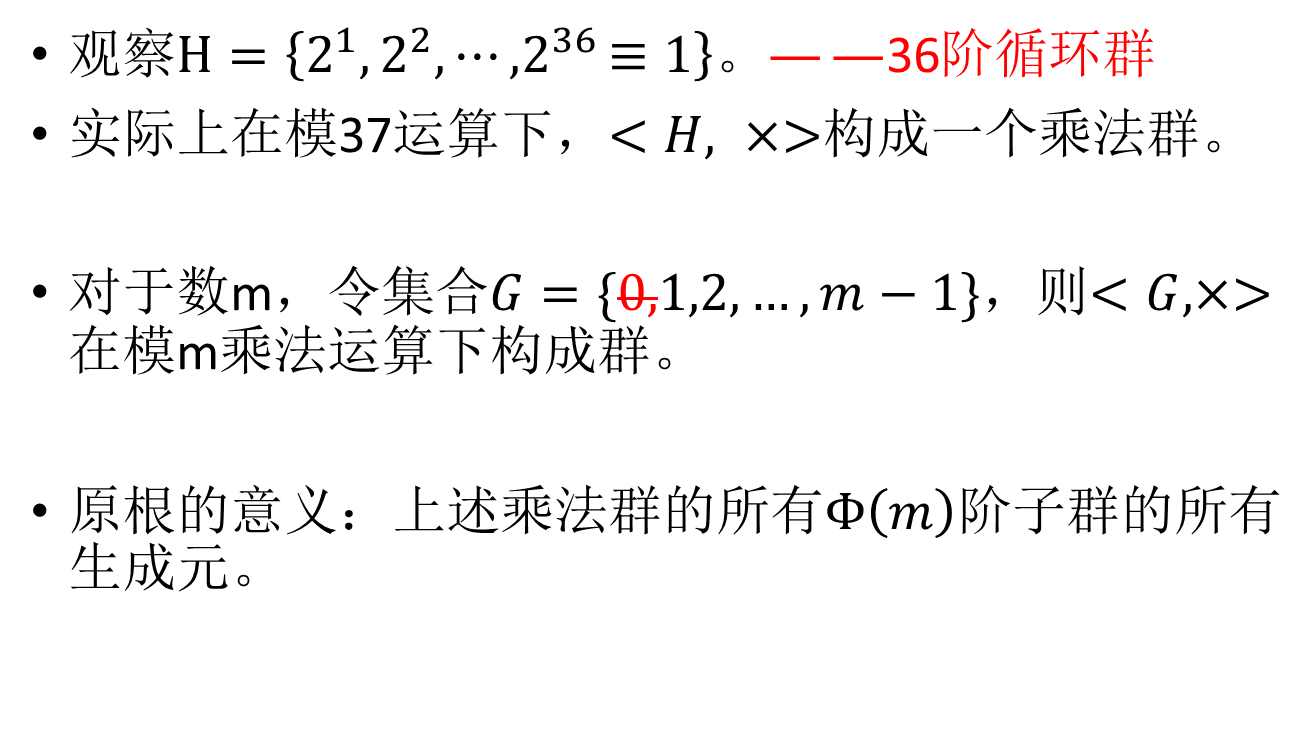 • 观察H = {2¹, 2², ⋯ ,2³⁶ ≡ 1}。— —36阶循环群
• 实际上在模37运算下，< H, ×>构成一个乘法群。
• 对于数m，令集合G = {0,1,2, … , m − 1}，则< G,×>
在模m乘法运算下构成群。
• 原根的意义：上述乘法群的所有Φ(m)阶子群的所有
生成元。